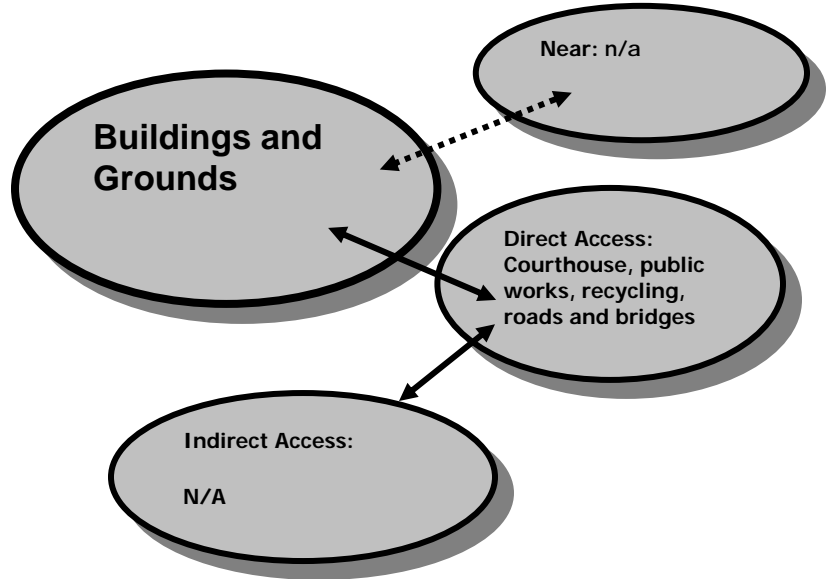 Near: n/a
Buildings and
Grounds
Direct Access:
Courthouse, public
works, recycling,
roads and bridges
Indirect Access:
N/A